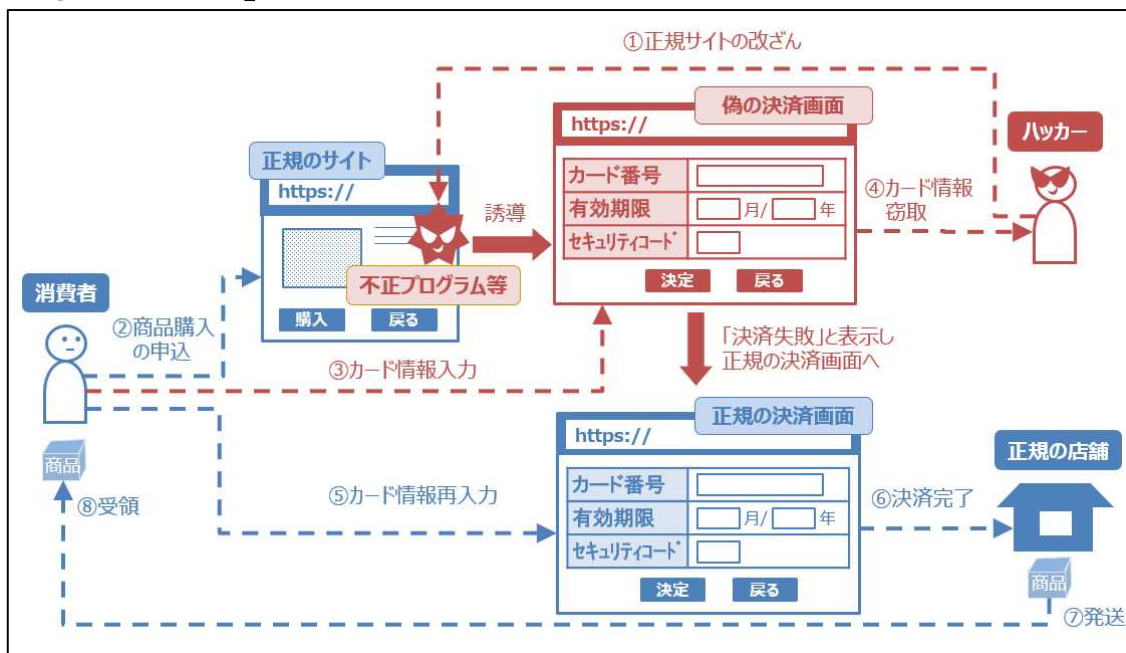 ①正規サイトの改ざん
偽の決済画面
https://
ハッカー
正規のサイト
https://
カード番号
有効期限
月/
年
セキュリティコード
決定
戻る
④カード情報
窃取
誘導
不正プログラム等
購入
戻る
消費者
②商品購入
の申込
③カード情報入力
「決済失敗」と表示し
正規の決済画面へ
正規の決済画面
https://
正規の店舗
カード番号
有効期限
月/
年
セキュリティコード
決定
戻る
商品
⑧受領
⑤カード情報再入力
⑥決済完了
商品
⑦発送